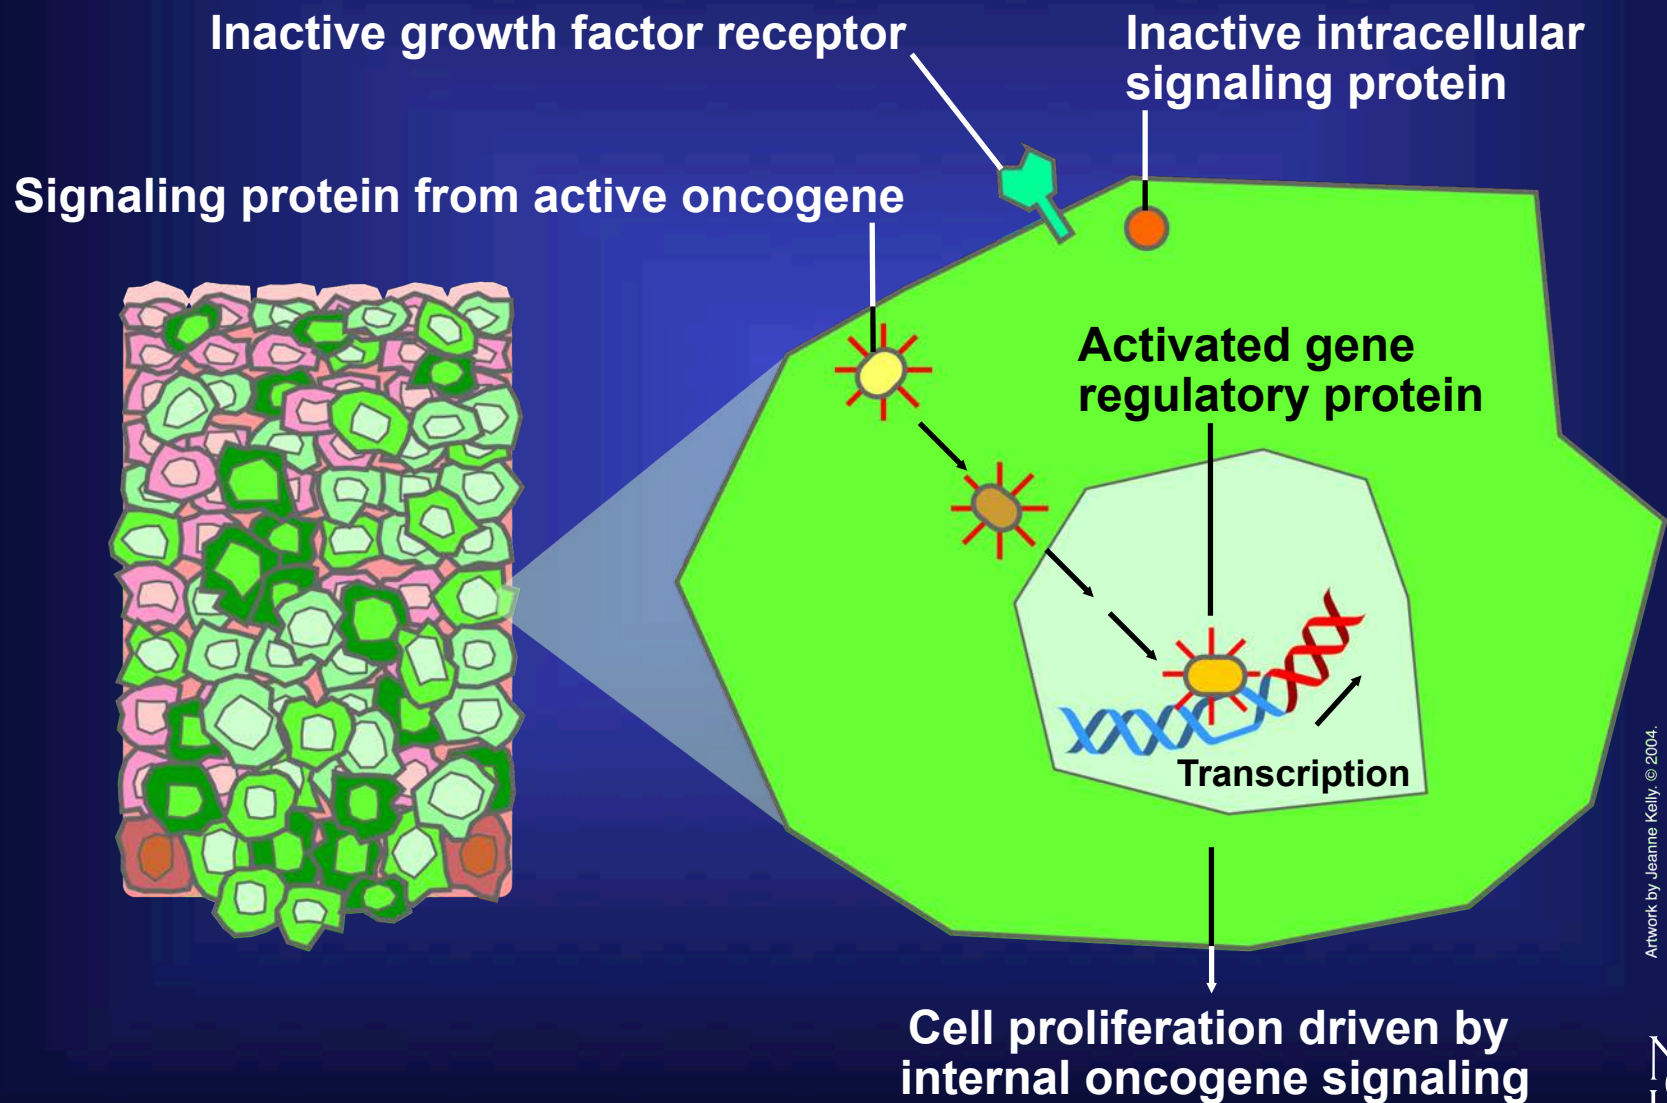 Inactive growth factor receptor
Inactive intracellular
signaling protein
Signaling protein from active oncogene
Activated gene
regulatory protein
Transcription
Cell proliferation driven by
internal oncogene signaling
Artwork by Jeanne Kelly. © 2004.